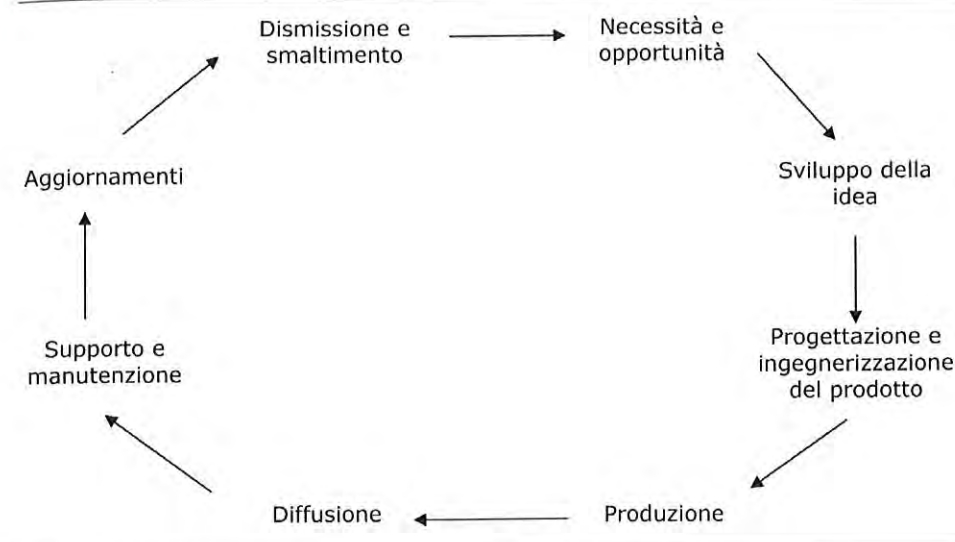 Dismissione e
smaltimento
Necessità e
opportunità
Sviluppo della
idea
Progettazione e
ingegnerizzazione
del prodotto
Produzione
Diffusione
Supporto e
manutenzione
Aggiornamenti